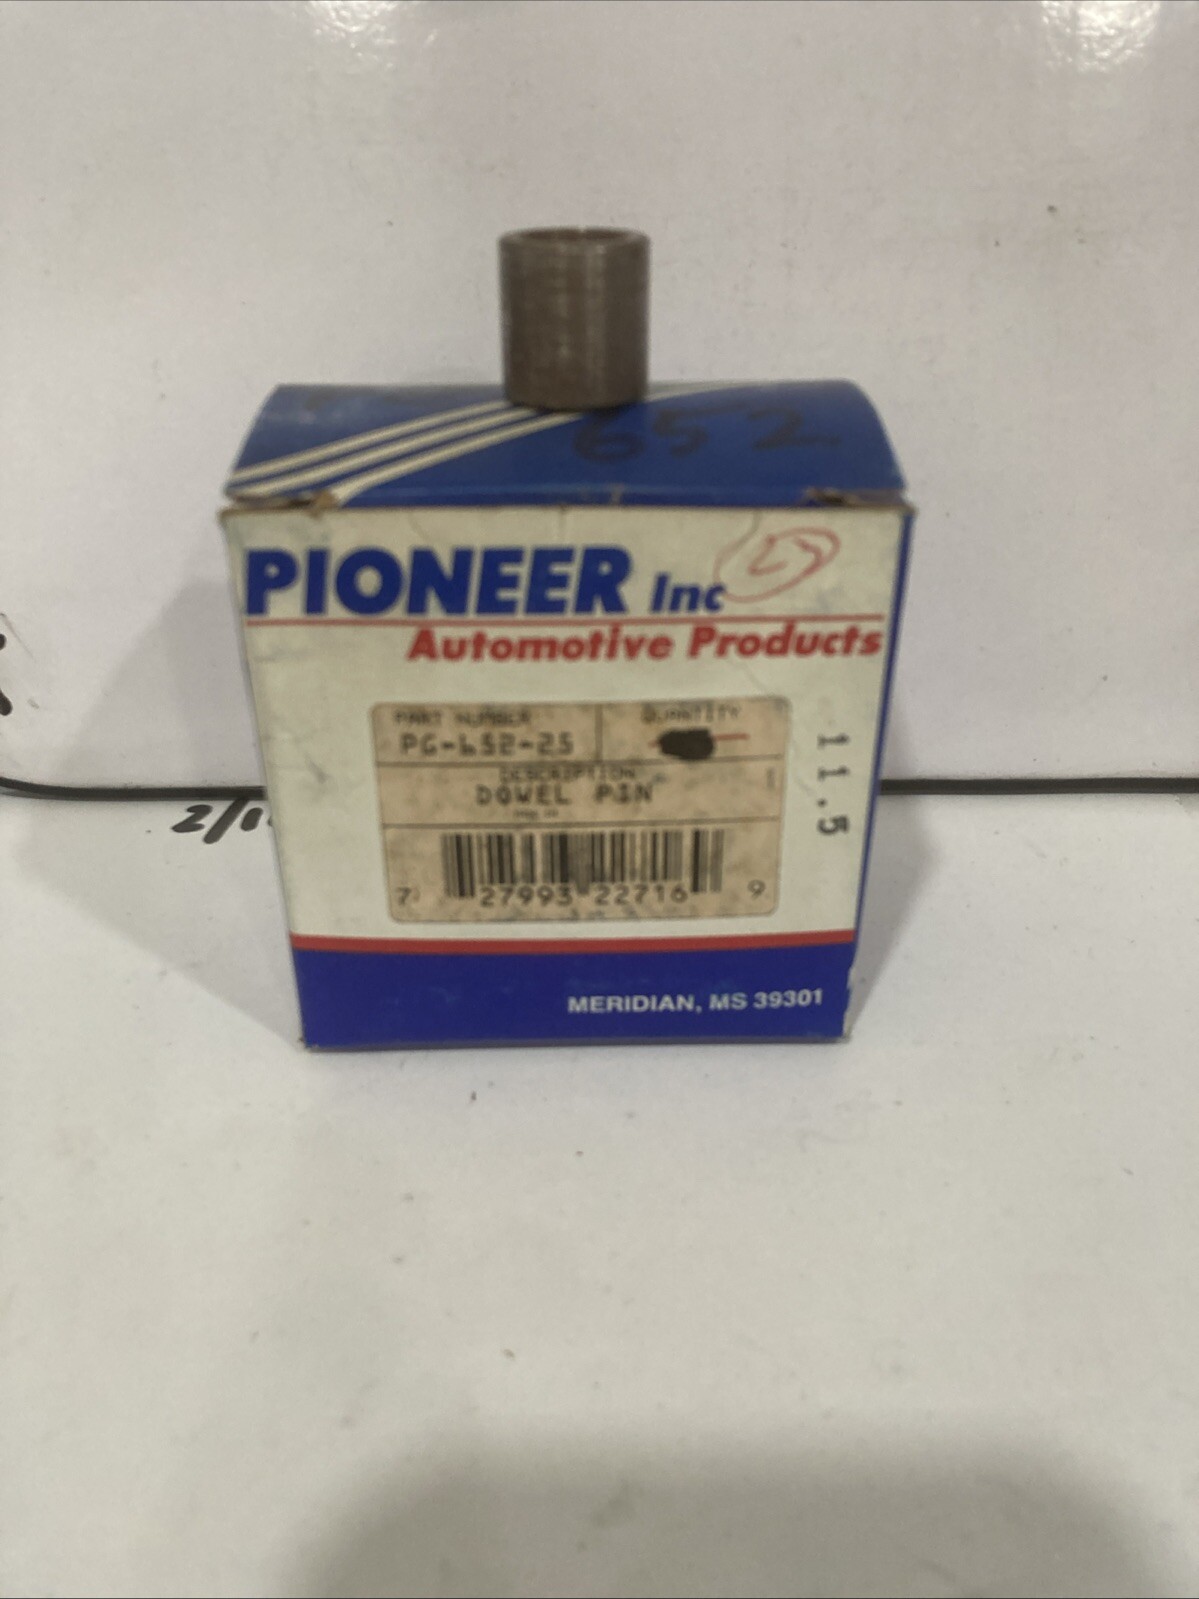 652
PIONEER Inc
Automotive Products
PART NUMBER
QUANTITY
PG-652-25
DESCRIPTION
DOWEL PIN
7 27993 22716 9
11.5
MERIDIAN, MS 39301